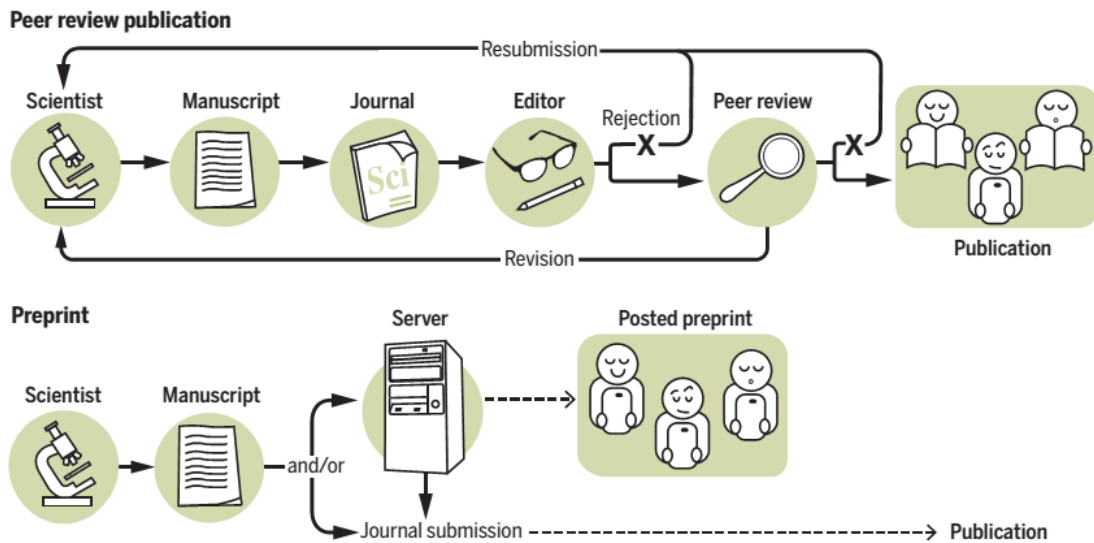 Peer review publication
Resubmission
Scientist
Manuscript
Journal
Editor
Rejection
Peer review
X
X
Sci
Publication
Revision
Preprint
Server
Posted preprint
Scientist
Manuscript
and/or
Journal submission
Publication